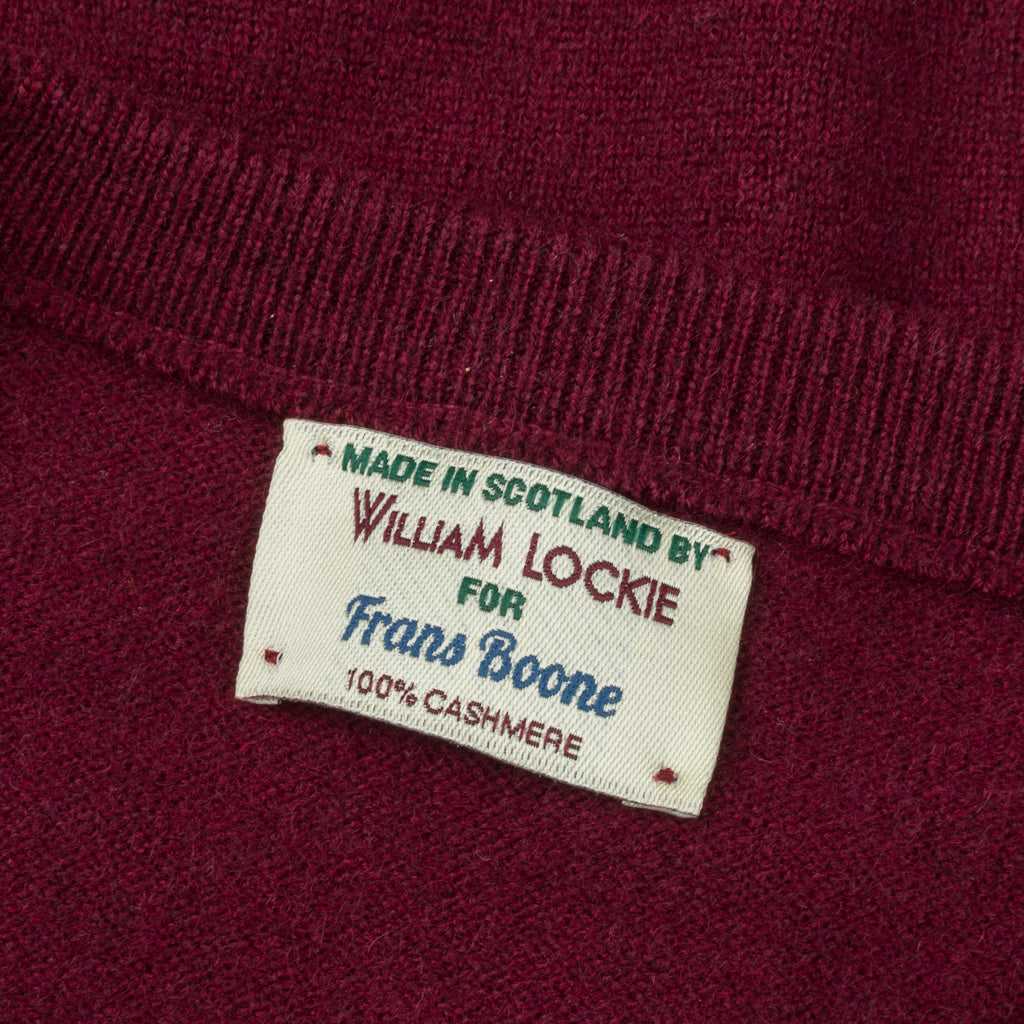 MADE IN SCOTLAND BY
WILLIAM LOCKIE
FOR
Frans Boone
100% CASHMERE